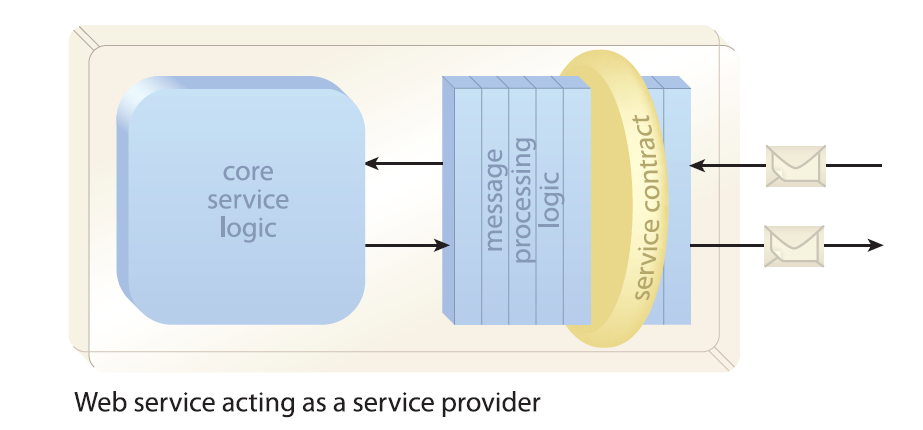 core
service
logic
message
processing
logic
service contract
Web service acting as a service provider